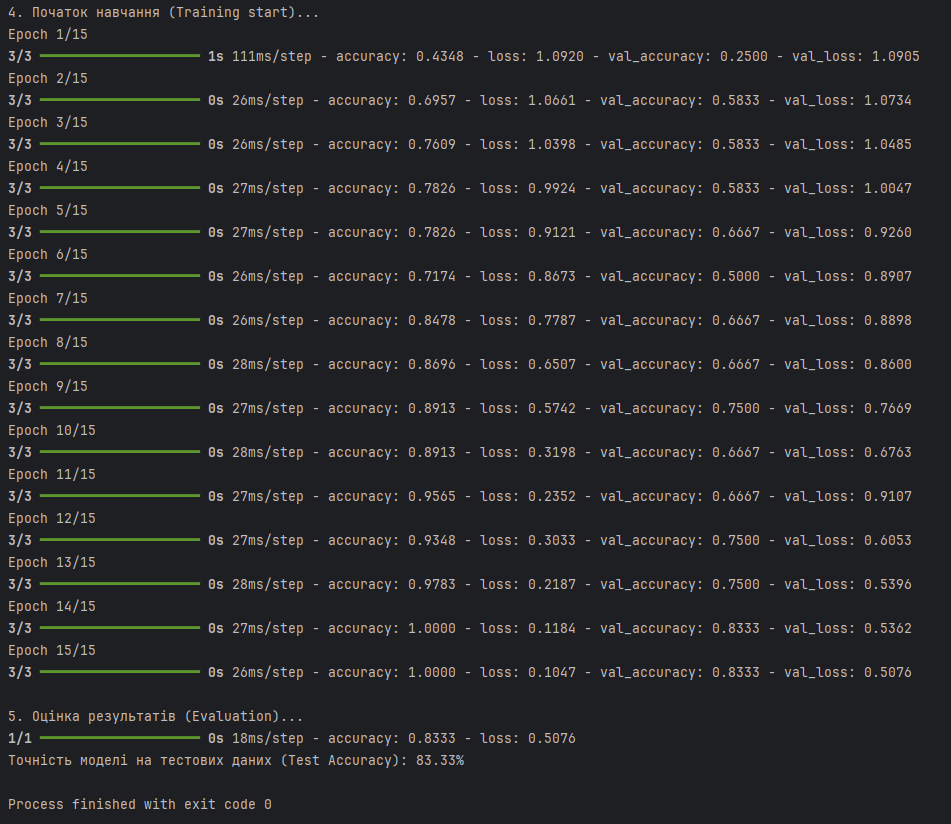 4. Початок навчання (Training start)...
Epoch 1/15
3/3 ━━━━━━━━━━━━━━━━━━━━ 1s 111ms/step - accuracy: 0.4348 - loss: 1.0920 - val_accuracy: 0.2500 - val_loss: 1.0905
Epoch 2/15
3/3 ━━━━━━━━━━━━━━━━━━━━ 0s 26ms/step - accuracy: 0.6957 - loss: 1.0661 - val_accuracy: 0.5833 - val_loss: 1.0734
Epoch 3/15
3/3 ━━━━━━━━━━━━━━━━━━━━ 0s 26ms/step - accuracy: 0.7609 - loss: 1.0398 - val_accuracy: 0.5833 - val_loss: 1.0485
Epoch 4/15
3/3 ━━━━━━━━━━━━━━━━━━━━ 0s 27ms/step - accuracy: 0.7826 - loss: 0.9924 - val_accuracy: 0.5833 - val_loss: 1.0047
Epoch 5/15
3/3 ━━━━━━━━━━━━━━━━━━━━ 0s 27ms/step - accuracy: 0.7826 - loss: 0.9121 - val_accuracy: 0.6667 - val_loss: 0.9260
Epoch 6/15
3/3 ━━━━━━━━━━━━━━━━━━━━ 0s 26ms/step - accuracy: 0.7174 - loss: 0.8673 - val_accuracy: 0.5000 - val_loss: 0.8907
Epoch 7/15
3/3 ━━━━━━━━━━━━━━━━━━━━ 0s 26ms/step - accuracy: 0.8478 - loss: 0.7787 - val_accuracy: 0.6667 - val_loss: 0.8898
Epoch 8/15
3/3 ━━━━━━━━━━━━━━━━━━━━ 0s 28ms/step - accuracy: 0.8696 - loss: 0.6507 - val_accuracy: 0.6667 - val_loss: 0.8600
Epoch 9/15
3/3 ━━━━━━━━━━━━━━━━━━━━ 0s 27ms/step - accuracy: 0.8913 - loss: 0.5742 - val_accuracy: 0.7500 - val_loss: 0.7669
Epoch 10/15
3/3 ━━━━━━━━━━━━━━━━━━━━ 0s 28ms/step - accuracy: 0.8913 - loss: 0.3198 - val_accuracy: 0.6667 - val_loss: 0.6763
Epoch 11/15
3/3 ━━━━━━━━━━━━━━━━━━━━ 0s 27ms/step - accuracy: 0.9565 - loss: 0.2352 - val_accuracy: 0.6667 - val_loss: 0.9107
Epoch 12/15
3/3 ━━━━━━━━━━━━━━━━━━━━ 0s 27ms/step - accuracy: 0.9348 - loss: 0.3033 - val_accuracy: 0.7500 - val_loss: 0.6053
Epoch 13/15
3/3 ━━━━━━━━━━━━━━━━━━━━ 0s 28ms/step - accuracy: 0.9783 - loss: 0.2187 - val_accuracy: 0.7500 - val_loss: 0.5396
Epoch 14/15
3/3 ━━━━━━━━━━━━━━━━━━━━ 0s 27ms/step - accuracy: 1.0000 - loss: 0.1184 - val_accuracy: 0.8333 - val_loss: 0.5362
Epoch 15/15
3/3 ━━━━━━━━━━━━━━━━━━━━ 0s 26ms/step - accuracy: 1.0000 - loss: 0.1047 - val_accuracy: 0.8333 - val_loss: 0.5076
5. Оцінка результатів (Evaluation)...
1/1 ━━━━━━━━━━━━━━━━━━━━ 0s 18ms/step - accuracy: 0.8333 - loss: 0.5076
Точність моделі на тестових даних (Test Accuracy): 83.33%
Process finished with exit code 0